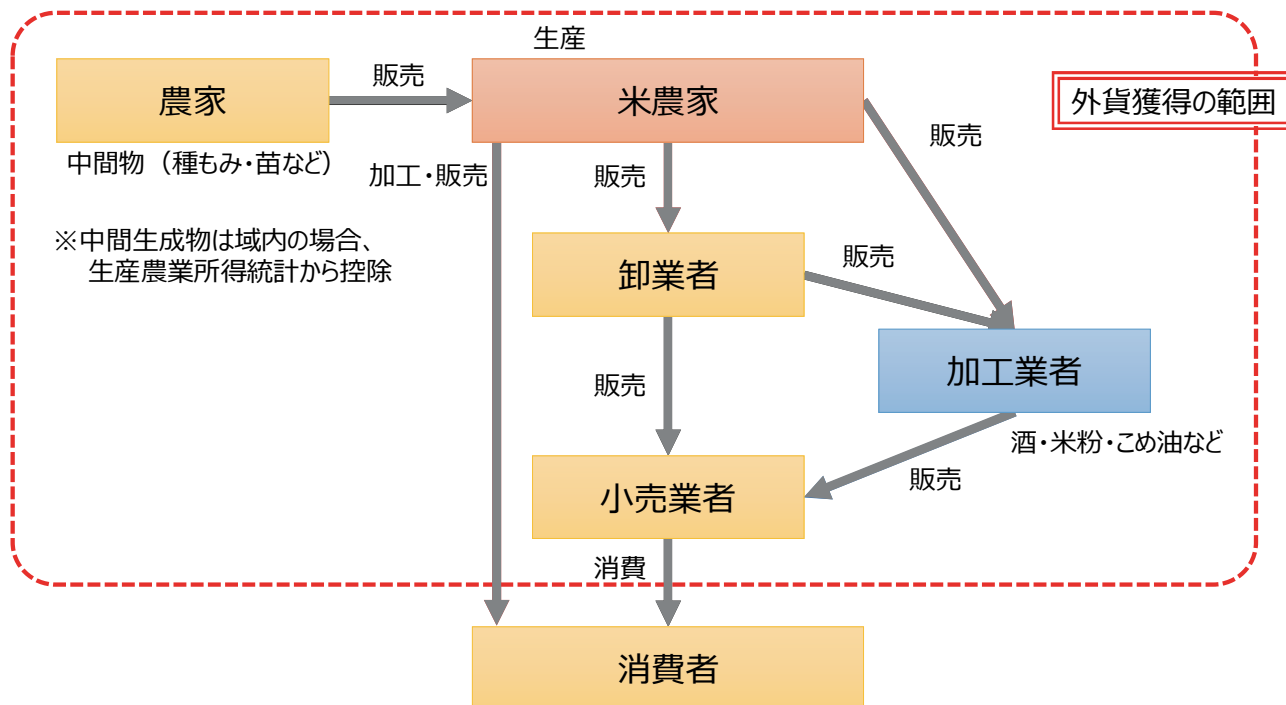 生産
農家
販売
米農家
外貨獲得の範囲
中間物（種もみ・苗など）
加工・販売
販売
販売
※中間生成物は域内の場合、
生産農業所得統計から控除
卸業者
販売
販売
加工業者
酒・米粉・こめ油など
販売
小売業者
消費
消費者